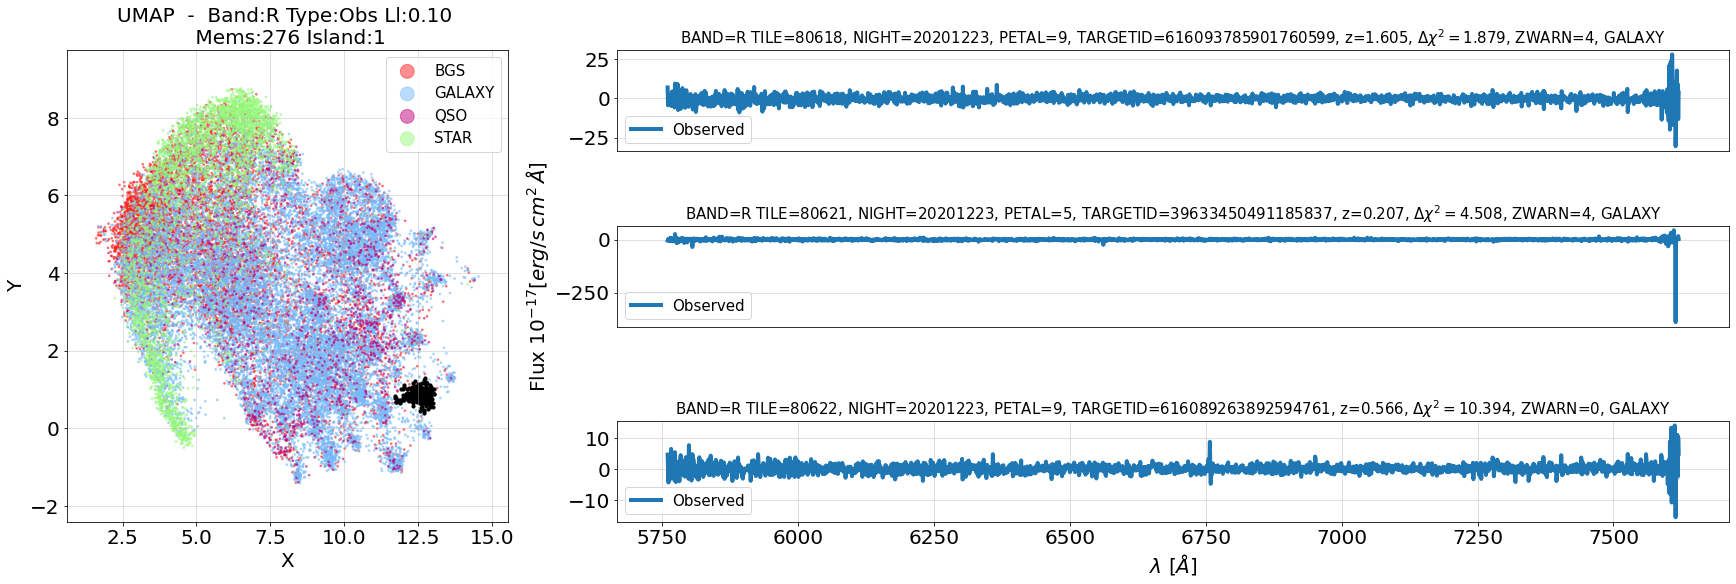 UMAP - Band:R Type:Obs Ll:0.10
Mems:276 Island:1
BGS
GALAXY
QSO
STAR
8
6
4
2
0
−2
Y
2.5 5.0 7.5 10.0 12.5 15.0
X
Flux 10^{-17}[erg/s cm^2 Å]
BAND=R TILE=80618, NIGHT=20201223, PETAL=9, TARGETID=616093785901760599, z=1.605, Δχ² = 1.879, ZWARN=4, GALAXY
25
0
−25
Observed
BAND=R TILE=80621, NIGHT=20201223, PETAL=5, TARGETID=39633450491185837, z=0.207, Δχ² = 4.508, ZWARN=4, GALAXY
0
−250
Observed
BAND=R TILE=80622, NIGHT=20201223, PETAL=9, TARGETID=616089263892594761, z=0.566, Δχ² = 10.394, ZWARN=0, GALAXY
10
0
−10
Observed
5750 6000 6250 6500 6750 7000 7250 7500
λ [Å]